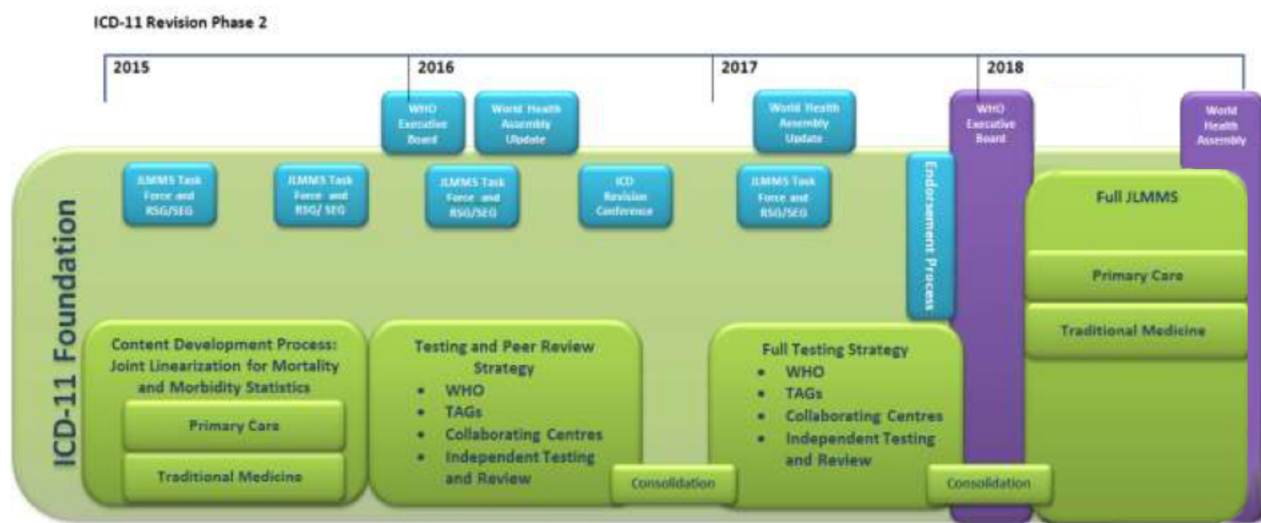 ICD-11 Revision Phase 2
2015
2016
2017
2018
WHO
Executive
Board
World Health
Assembly
Update
World Health
Assembly
Update
WHO
Executive
Board
World
Health
Assembly
JLMMS Task
Force and
RSG/SEG
JLMMS Task
Force and
RSG/ SEG
JLMMS Task
Force and
RSG/SEG
ICD
Revision
Conference
JLMMS Task
Force and
RSG/SEG
Endorsement Process
Full JLMMS
Primary Care
Traditional Medicine
ICD-11 Foundation
Content Development Process:
Joint Linearization for Mortality
and Morbidity Statistics
Primary Care
Traditional Medicine
Testing and Peer Review
Strategy
• WHO
• TAGs
• Collaborating Centres
• Independent Testing
and Review
Consolidation
Full Testing Strategy
• WHO
• TAGs
• Collaborating Centres
• Independent Testing
and Review
Consolidation